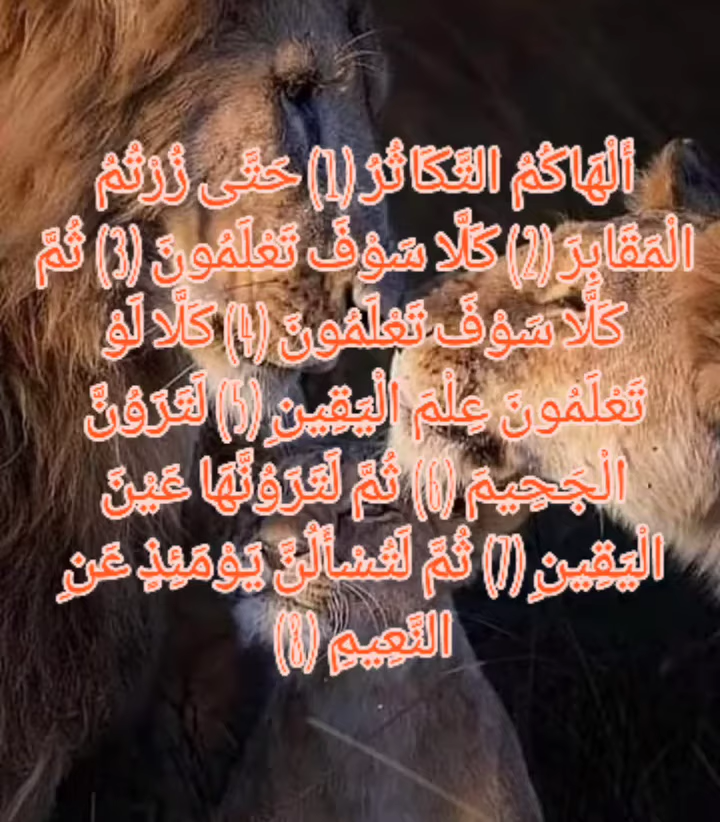 أَلْهَاكُمُ التَّكَاثُرُ (1) حَتَّى زُرْتُمُ
الْمَقَابِرَ (2) كَلَّا سَوْفَ تَعْلَمُونَ (3) ثُمَّ
كَلَّا سَوْفَ تَعْلَمُونَ (4) كَلَّا لَوْ
تَعْلَمُونَ عِلْمَ الْيَقِينِ (5) لَتَرَوُنَّ
الْجَحِيمَ (6) ثُمَّ لَتَرَوُنَّهَا عَيْنَ
الْيَقِينِ (7) ثُمَّ لَتُسْأَلُنَّ يَوْمَئِذٍ عَنِ
النَّعِيمِ (8)